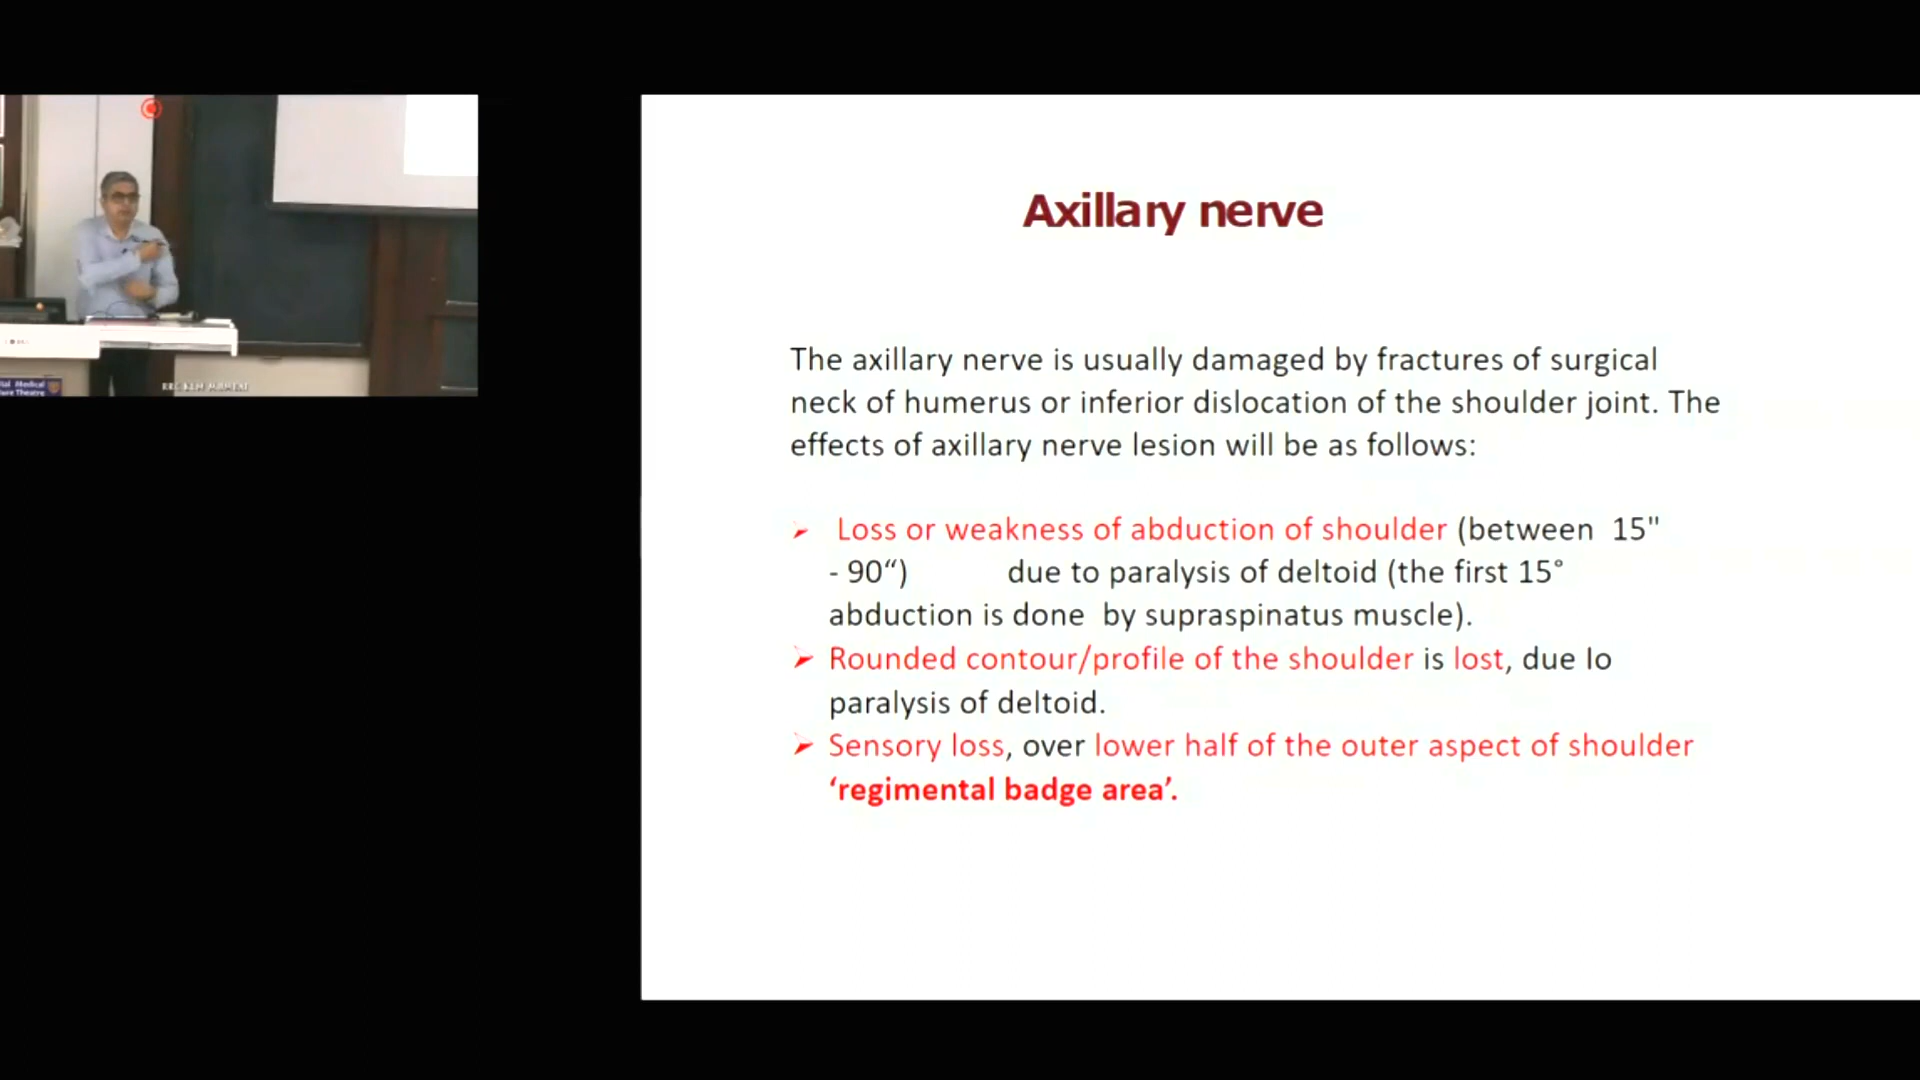 Axillary nerve
The axillary nerve is usually damaged by fractures of surgical
neck of humerus or inferior dislocation of the shoulder joint. The
effects of axillary nerve lesion will be as follows:
➢ Loss or weakness of abduction of shoulder (between 15"
- 90“) due to paralysis of deltoid (the first 15°
abduction is done by supraspinatus muscle).
➢ Rounded contour/profile of the shoulder is lost, due lo
paralysis of deltoid.
➢ Sensory loss, over lower half of the outer aspect of shoulder
‘regimental badge area’.
Medical
Theatre